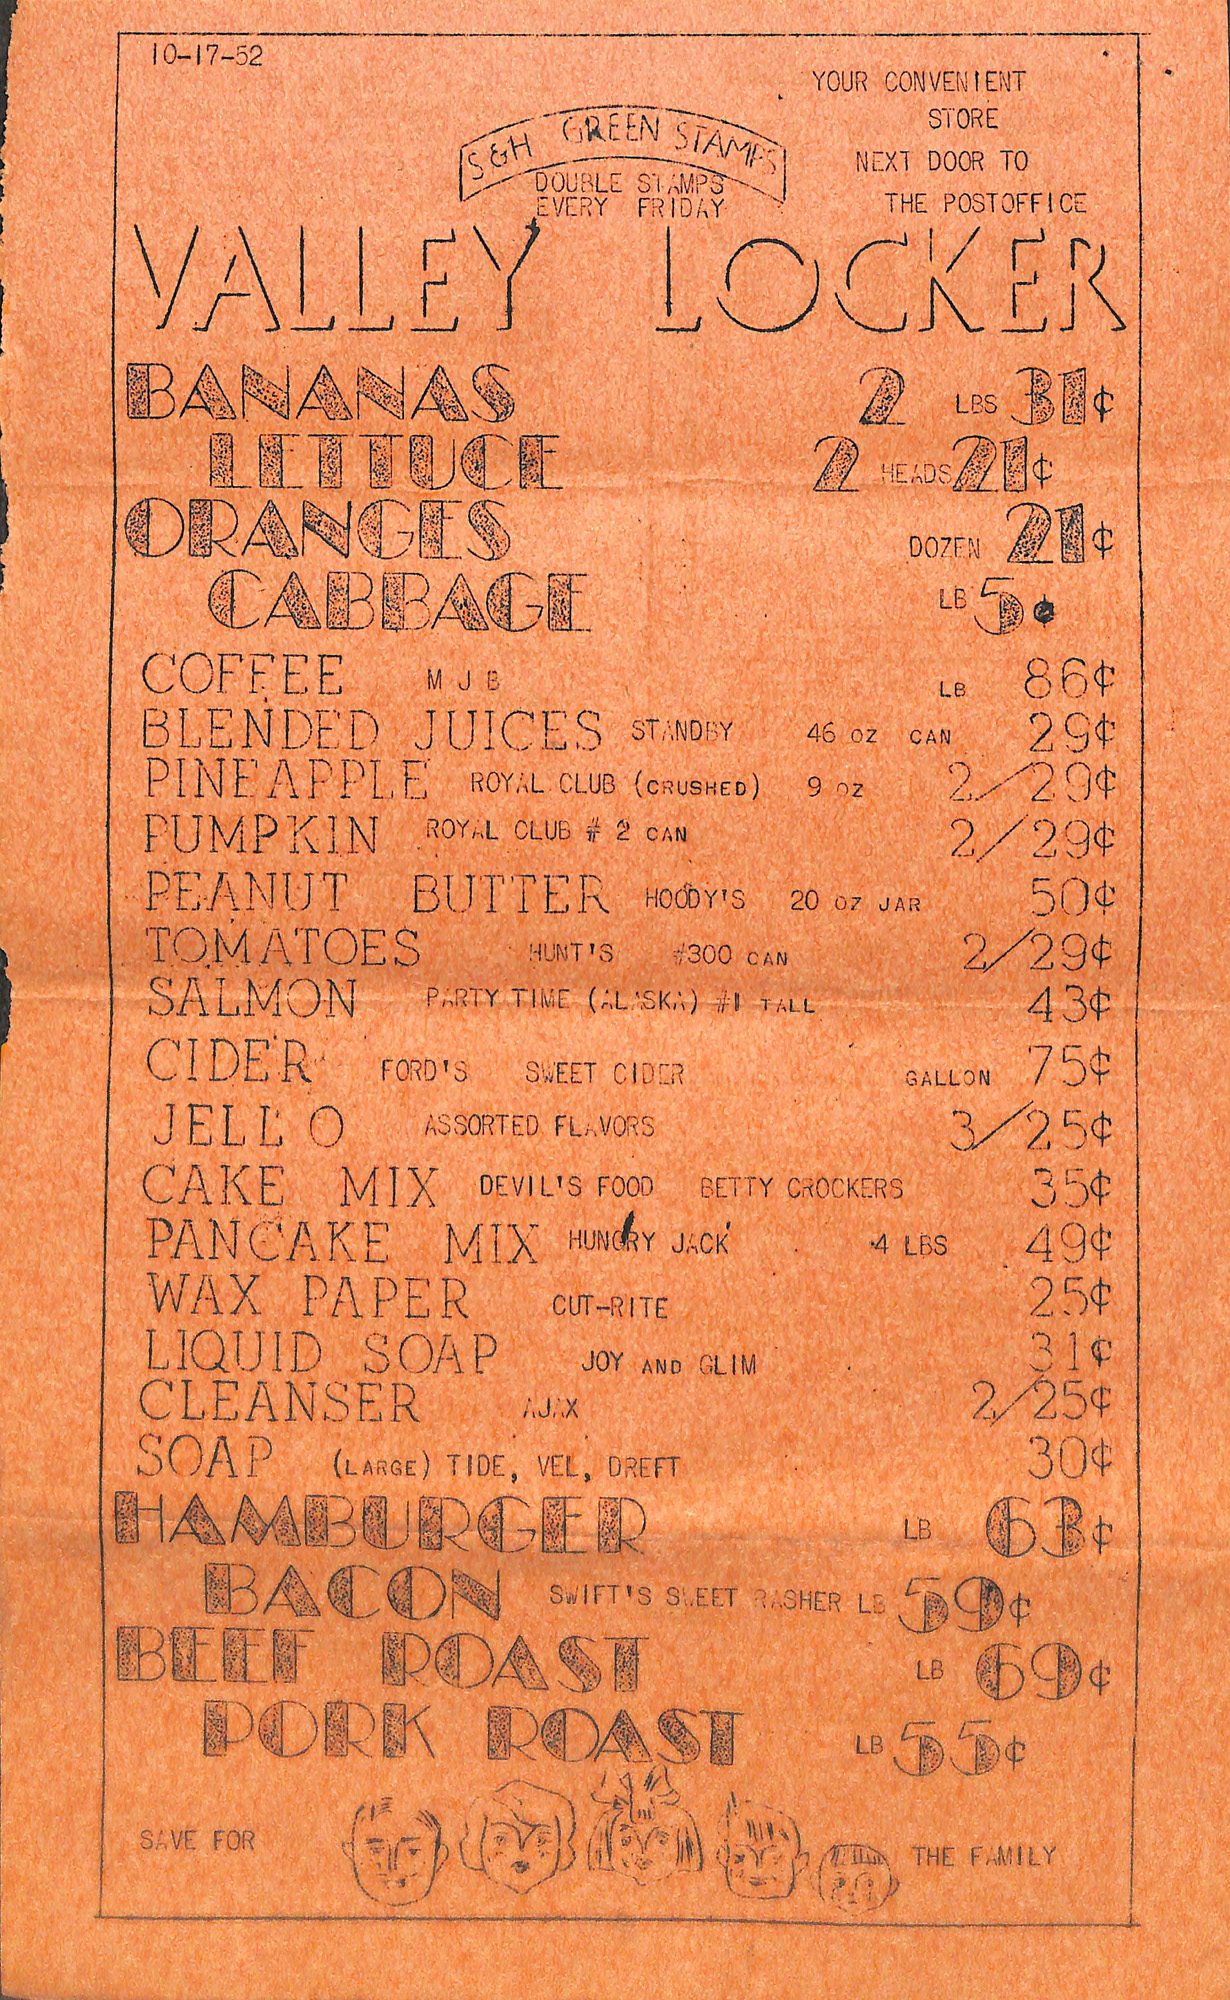 10-17-52
YOUR CONVENIENT
STORE
NEXT DOOR TO
THE POSTOFFICE
S&H GREEN STAMPS
DOUBLE STAMPS
EVERY FRIDAY
VALLEY LOCKER
BANANAS 2 LBS 31¢
LETTUCE 2 HEADS 21¢
ORANGES DOZEN 21¢
CABBAGE LB 5¢
COFFEE M J B LB 86¢
BLENDED JUICES STANDBY 46 OZ CAN 29¢
PINEAPPLE ROYAL CLUB (CRUSHED) 9 OZ 2/29¢
PUMPKIN ROYAL CLUB # 2 CAN 2/29¢
PEANUT BUTTER HOODY'S 20 OZ JAR 50¢
TOMATOES HUNT'S #300 CAN 2/29¢
SALMON PARTY TIME (ALASKA) #1 TALL 43¢
CIDER FORD'S SWEET CIDER GALLON 75¢
JELL O ASSORTED FLAVORS 3/25¢
CAKE MIX DEVIL'S FOOD BETTY CROCKERS 35¢
PANCAKE MIX HUNGRY JACK 4 LBS 49¢
WAX PAPER CUT-RITE 25¢
LIQUID SOAP JOY AND GLIM 31¢
CLEANSER AJAX 2/25¢
SOAP (LARGE) TIDE, VEL, DREFT 30¢
HAMBURGER LB 63¢
BACON SWIFT'S SWEET RASHER LB 59¢
BEEF ROAST LB 69¢
PORK ROAST LB 55¢
SAVE FOR THE FAMILY